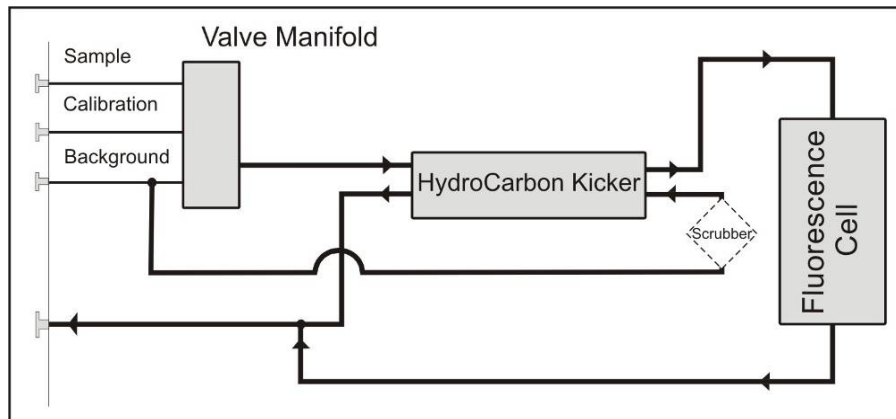 Valve Manifold
Sample
Calibration
Background
HydroCarbon Kicker
Scrubber
Fluorescence
Cell